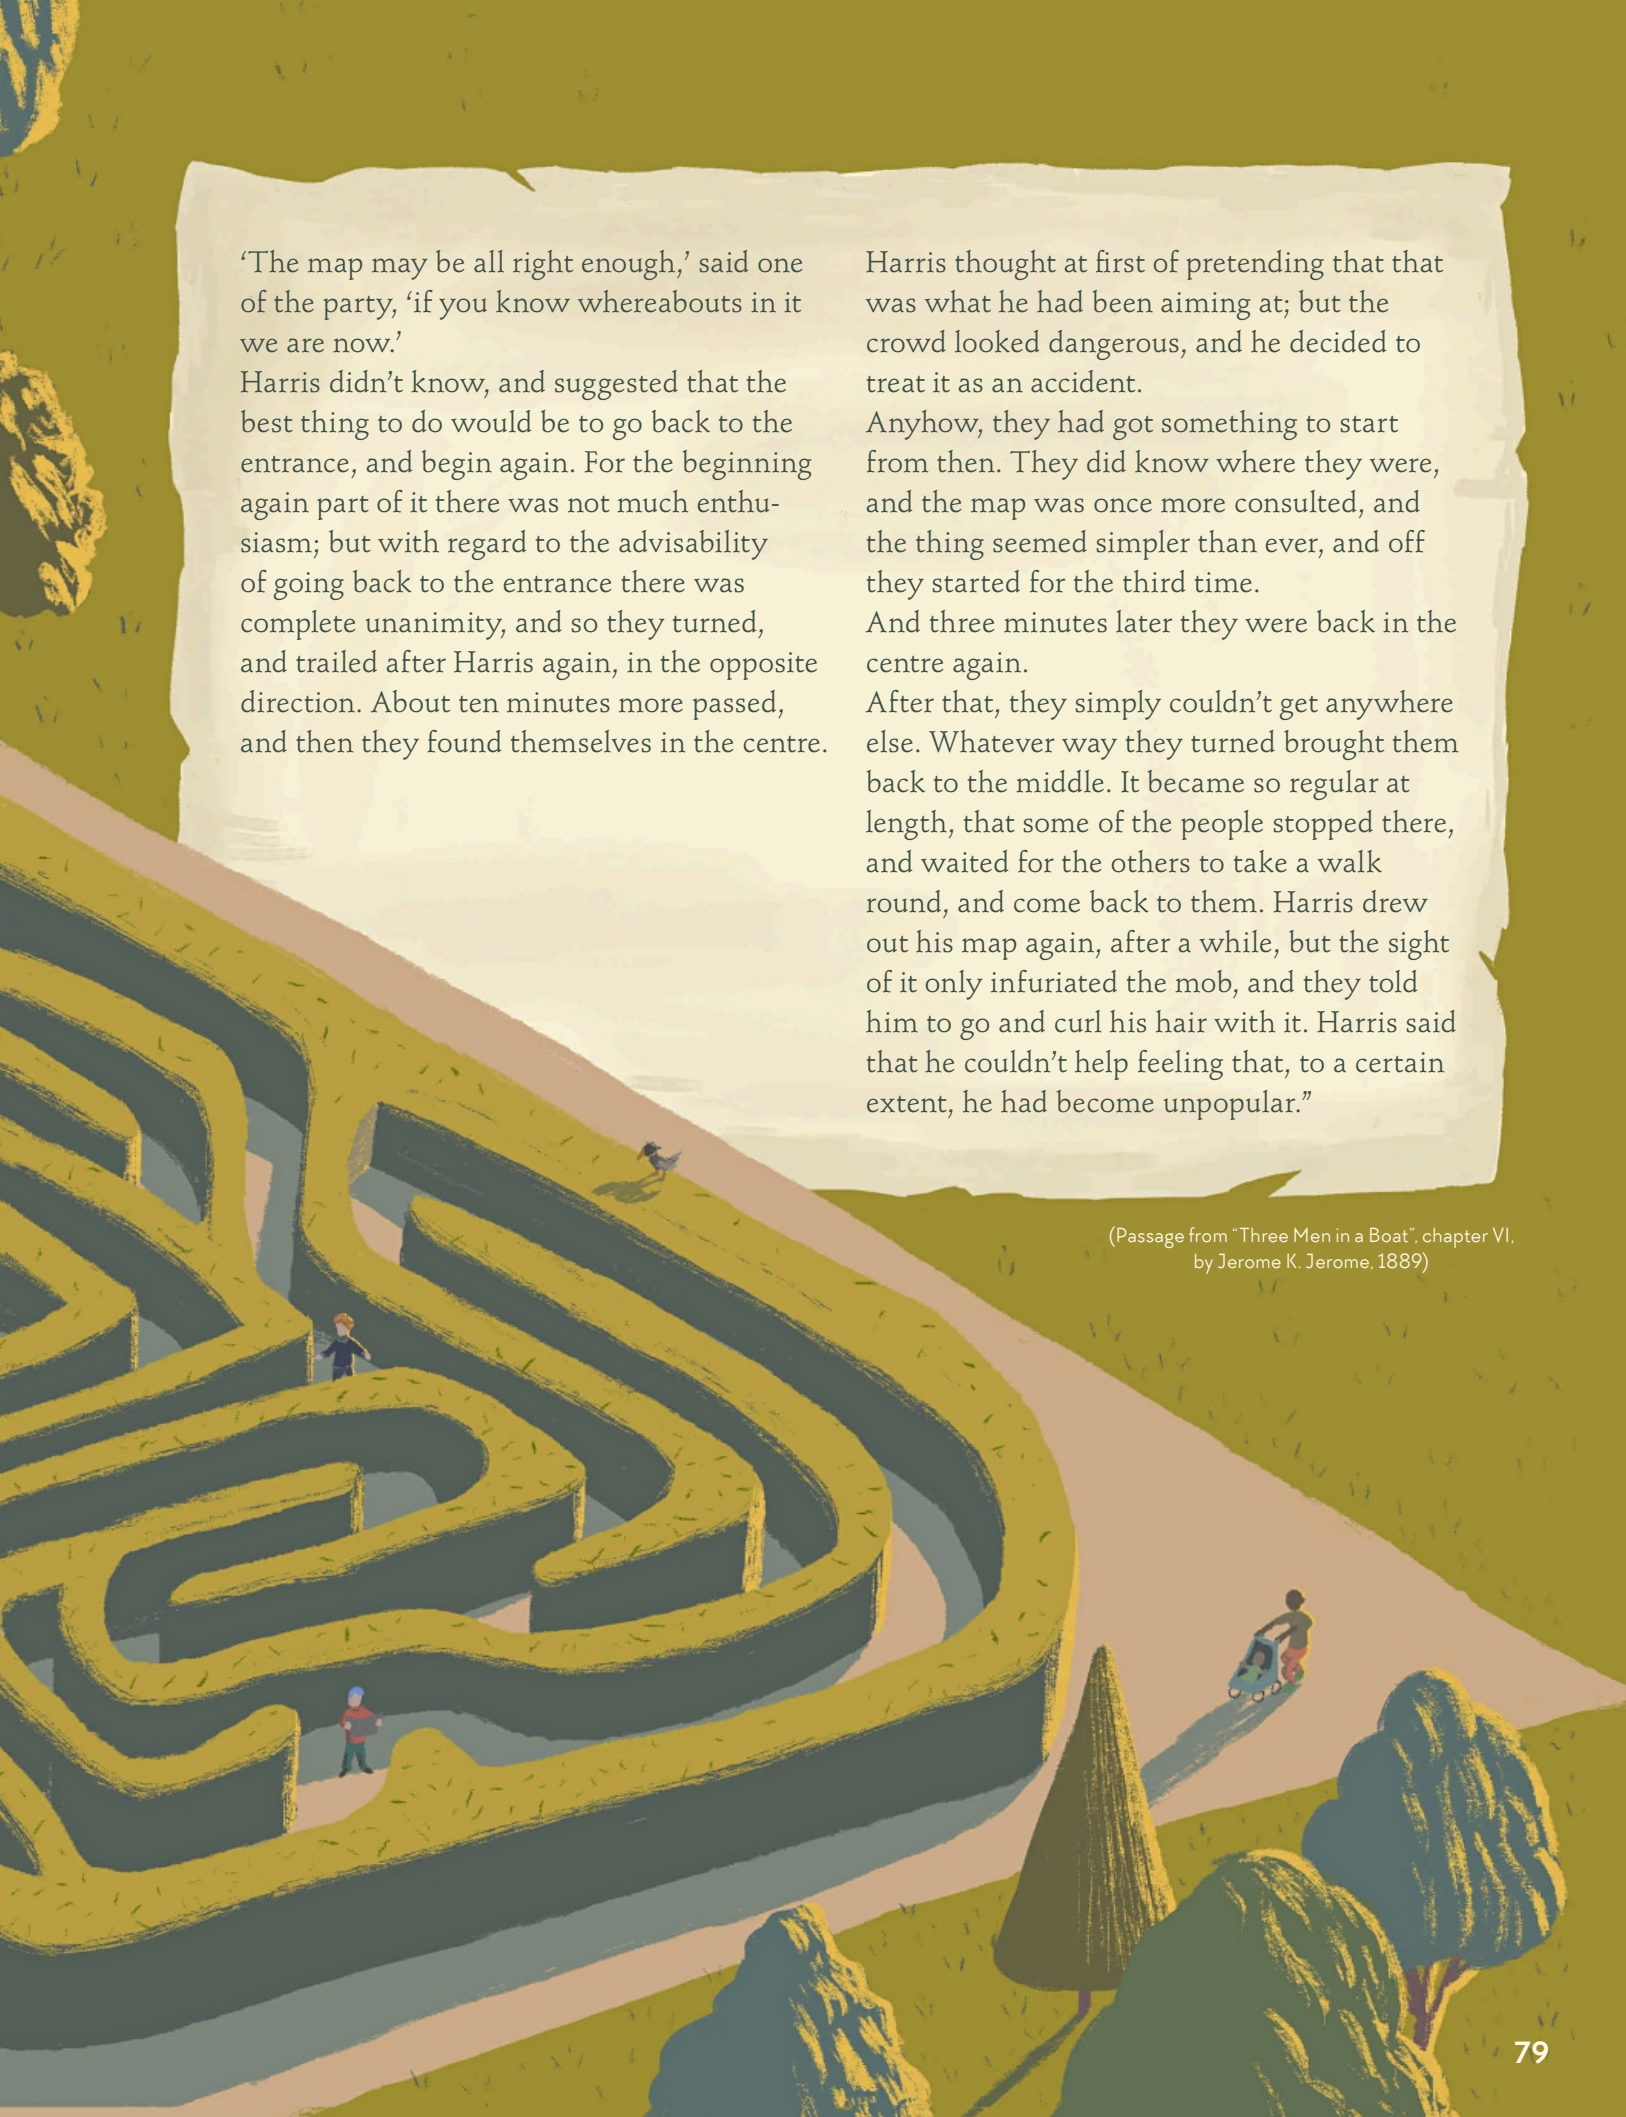 ‘The map may be all right enough,’ said one
of the party, ‘if you know whereabouts in it
we are now.’
Harris didn’t know, and suggested that the
best thing to do would be to go back to the
entrance, and begin again. For the beginning
again part of it there was not much enthu-
siasm; but with regard to the advisability
of going back to the entrance there was
complete unanimity, and so they turned,
and trailed after Harris again, in the opposite
direction. About ten minutes more passed,
and then they found themselves in the centre.
Harris thought at first of pretending that that
was what he had been aiming at; but the
crowd looked dangerous, and he decided to
treat it as an accident.
Anyhow, they had got something to start
from then. They did know where they were,
and the map was once more consulted, and
the thing seemed simpler than ever, and off
they started for the third time.
And three minutes later they were back in the
centre again.
After that, they simply couldn’t get anywhere
else. Whatever way they turned brought them
back to the middle. It became so regular at
length, that some of the people stopped there,
and waited for the others to take a walk
round, and come back to them. Harris drew
out his map again, after a while, but the sight
of it only infuriated the mob, and they told
him to go and curl his hair with it. Harris said
that he couldn’t help feeling that, to a certain
extent, he had become unpopular.”
(Passage from “Three Men in a Boat”, chapter VI,
by Jerome K. Jerome, 1889)
79